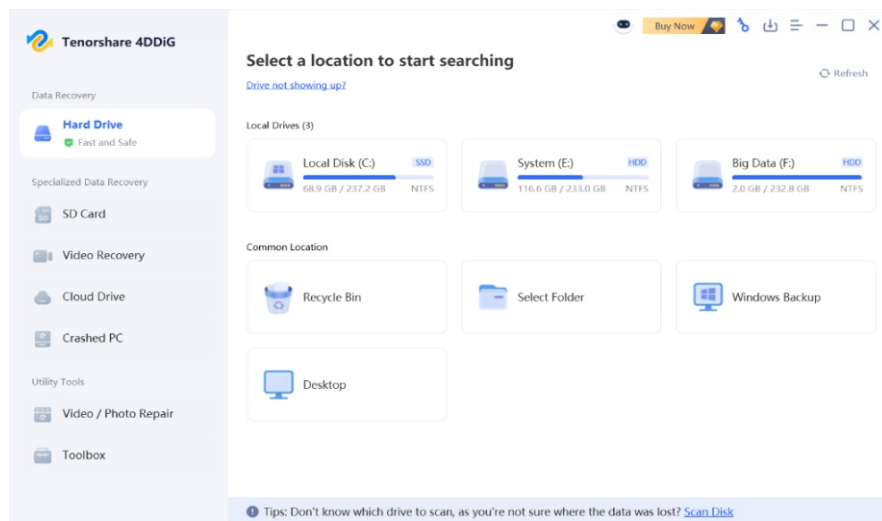 Tenorshare 4DDiG
Buy Now
Select a location to start searching
Drive not showing up?
Refresh
Data Recovery
Hard Drive
Fast and Safe
Specialized Data Recovery
SD Card
Video Recovery
Cloud Drive
Crashed PC
Utility Tools
Video / Photo Repair
Toolbox
Local Drives (3)
Local Disk (C:) SSD
68.9 GB / 237.2 GB NTFS
System (E:) HDD
116.6 GB / 233.0 GB NTFS
Big Data (F:) HDD
2.0 GB / 232.8 GB NTFS
Common Location
Recycle Bin
Select Folder
Windows Backup
Desktop
Tips: Don't know which drive to scan, as you're not sure where the data was lost? Scan Disk